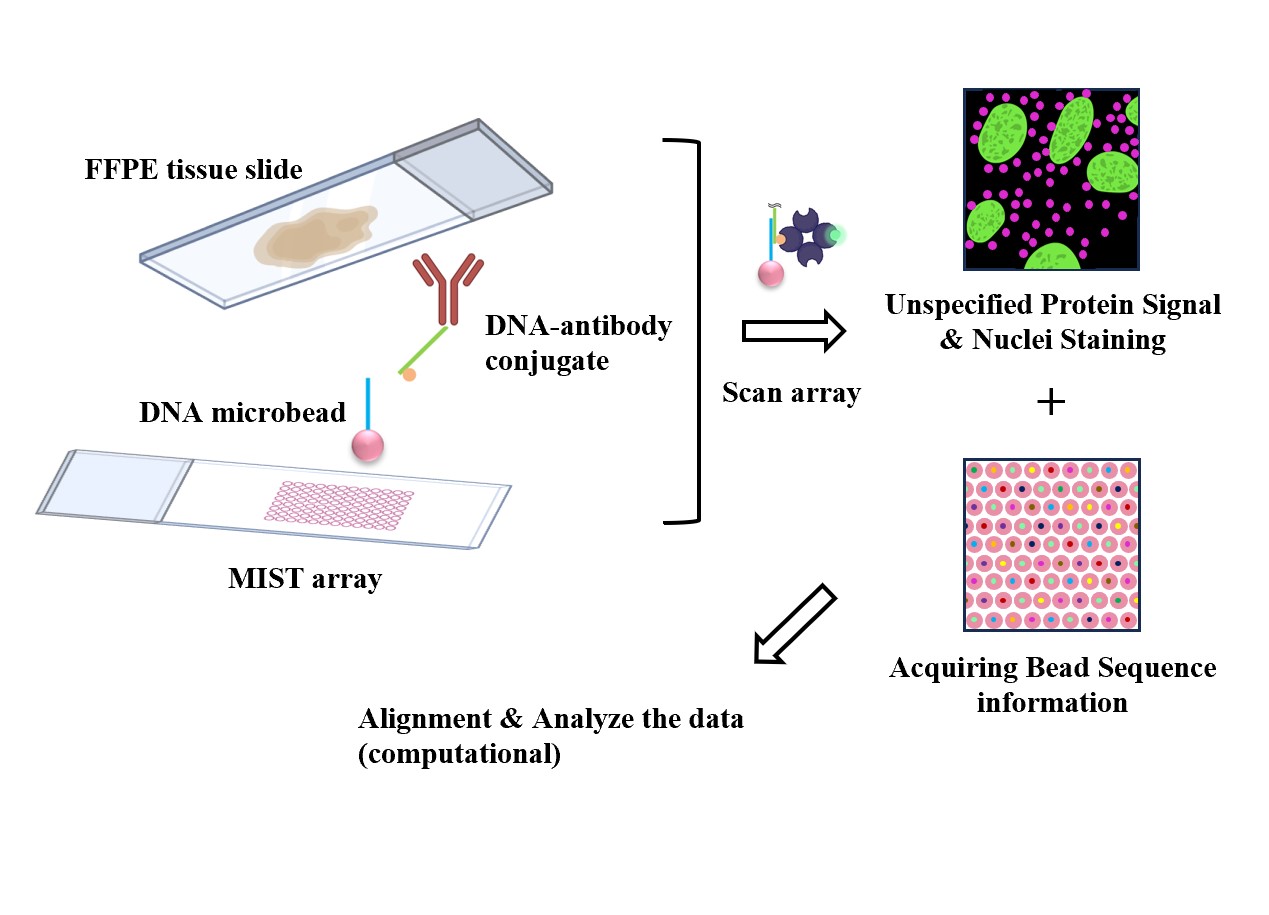 FFPE tissue slide
DNA-antibody
conjugate
DNA microbead
MIST array
Scan array
Unspecified Protein Signal
& Nuclei Staining
+
Acquiring Bead Sequence
information
Alignment & Analyze the data
(computational)